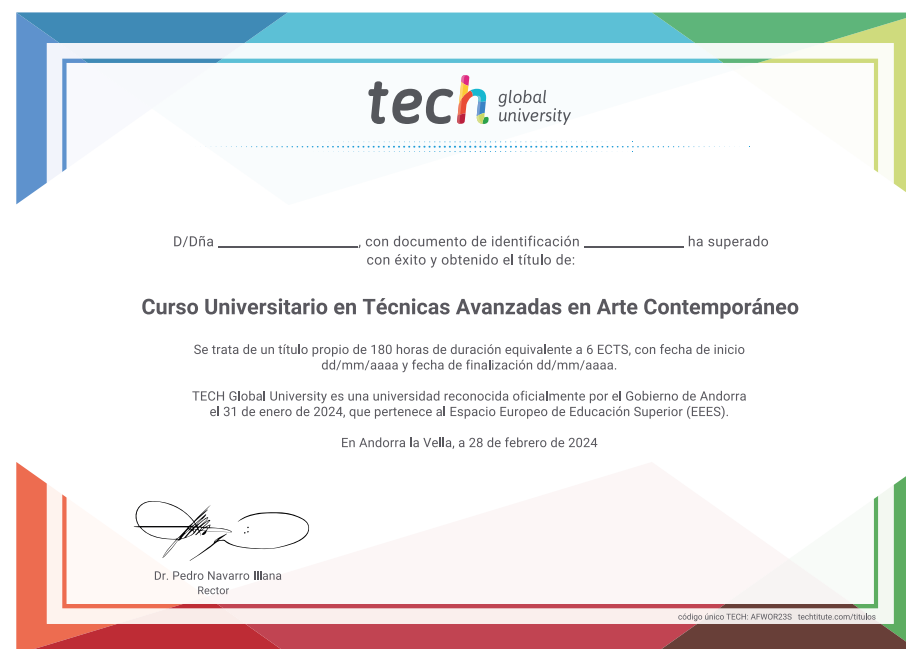 tech global university
D/Dña ______________, con documento de identificación __________ ha superado
con éxito y obtenido el título de:
Curso Universitario en Técnicas Avanzadas en Arte Contemporáneo
Se trata de un título propio de 180 horas de duración equivalente a 6 ECTS, con fecha de inicio
dd/mm/aaaa y fecha de finalización dd/mm/aaaa.
TECH Global University es una universidad reconocida oficialmente por el Gobierno de Andorra
el 31 de enero de 2024, que pertenece al Espacio Europeo de Educación Superior (EEES).
En Andorra la Vella, a 28 de febrero de 2024
Dr. Pedro Navarro Illana
Rector
código único TECH: AFWOR23S techtitute.com/titulos